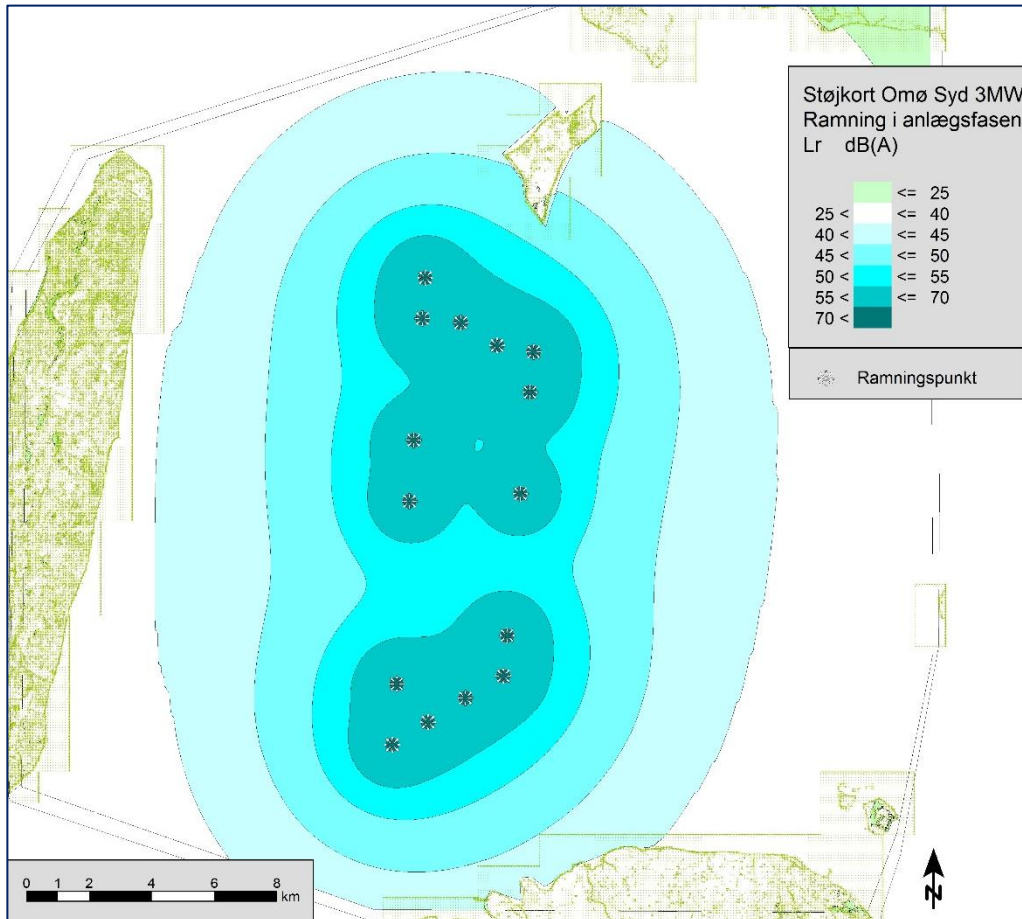 Støjkort Omø Syd 3MW
Ramning i anlægsfasen
Lr dB(A)
<= 25
25 < <= 40
40 < <= 45
45 < <= 50
50 < <= 55
55 < <= 70
70 <
Ramningspunkt
0 1 2 4 6 8
km
N